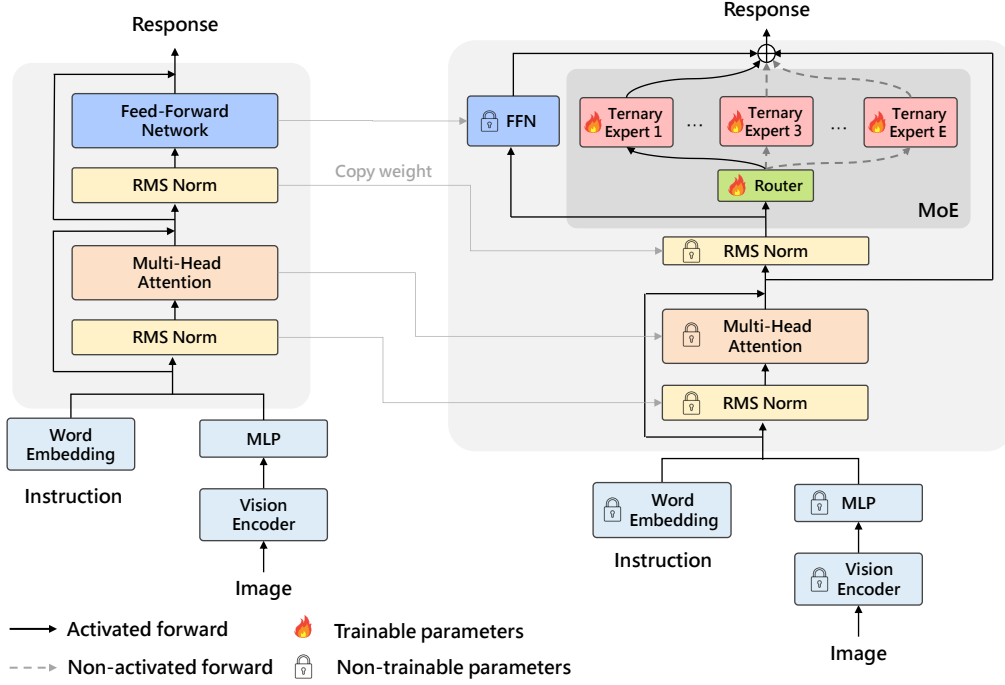 Response
Feed-Forward
Network
RMS Norm
Multi-Head
Attention
RMS Norm
Word
Embedding
MLP
Instruction
Vision
Encoder
Image
Copy weight
Response
FFN
Ternary
Expert 1
...
Ternary
Expert 3
...
Ternary
Expert E
Router
MoE
RMS Norm
Multi-Head
Attention
RMS Norm
Word
Embedding
MLP
Instruction
Vision
Encoder
Image
Activated forward
Trainable parameters
Non-activated forward
Non-trainable parameters